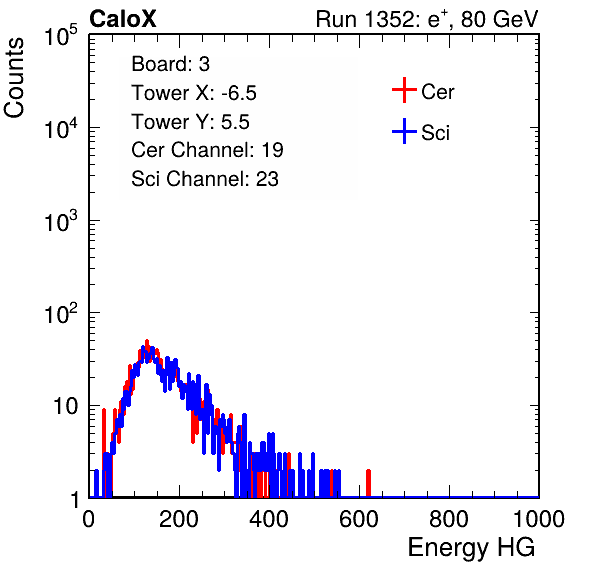 CaloX Run 1352: e+, 80 GeV
Counts
10^5
10^4
10^3
10^2
10
1
Board: 3
Tower X: -6.5
Tower Y: 5.5
Cer Channel: 19
Sci Channel: 23
Cer
Sci
0 200 400 600 800 1000
Energy HG